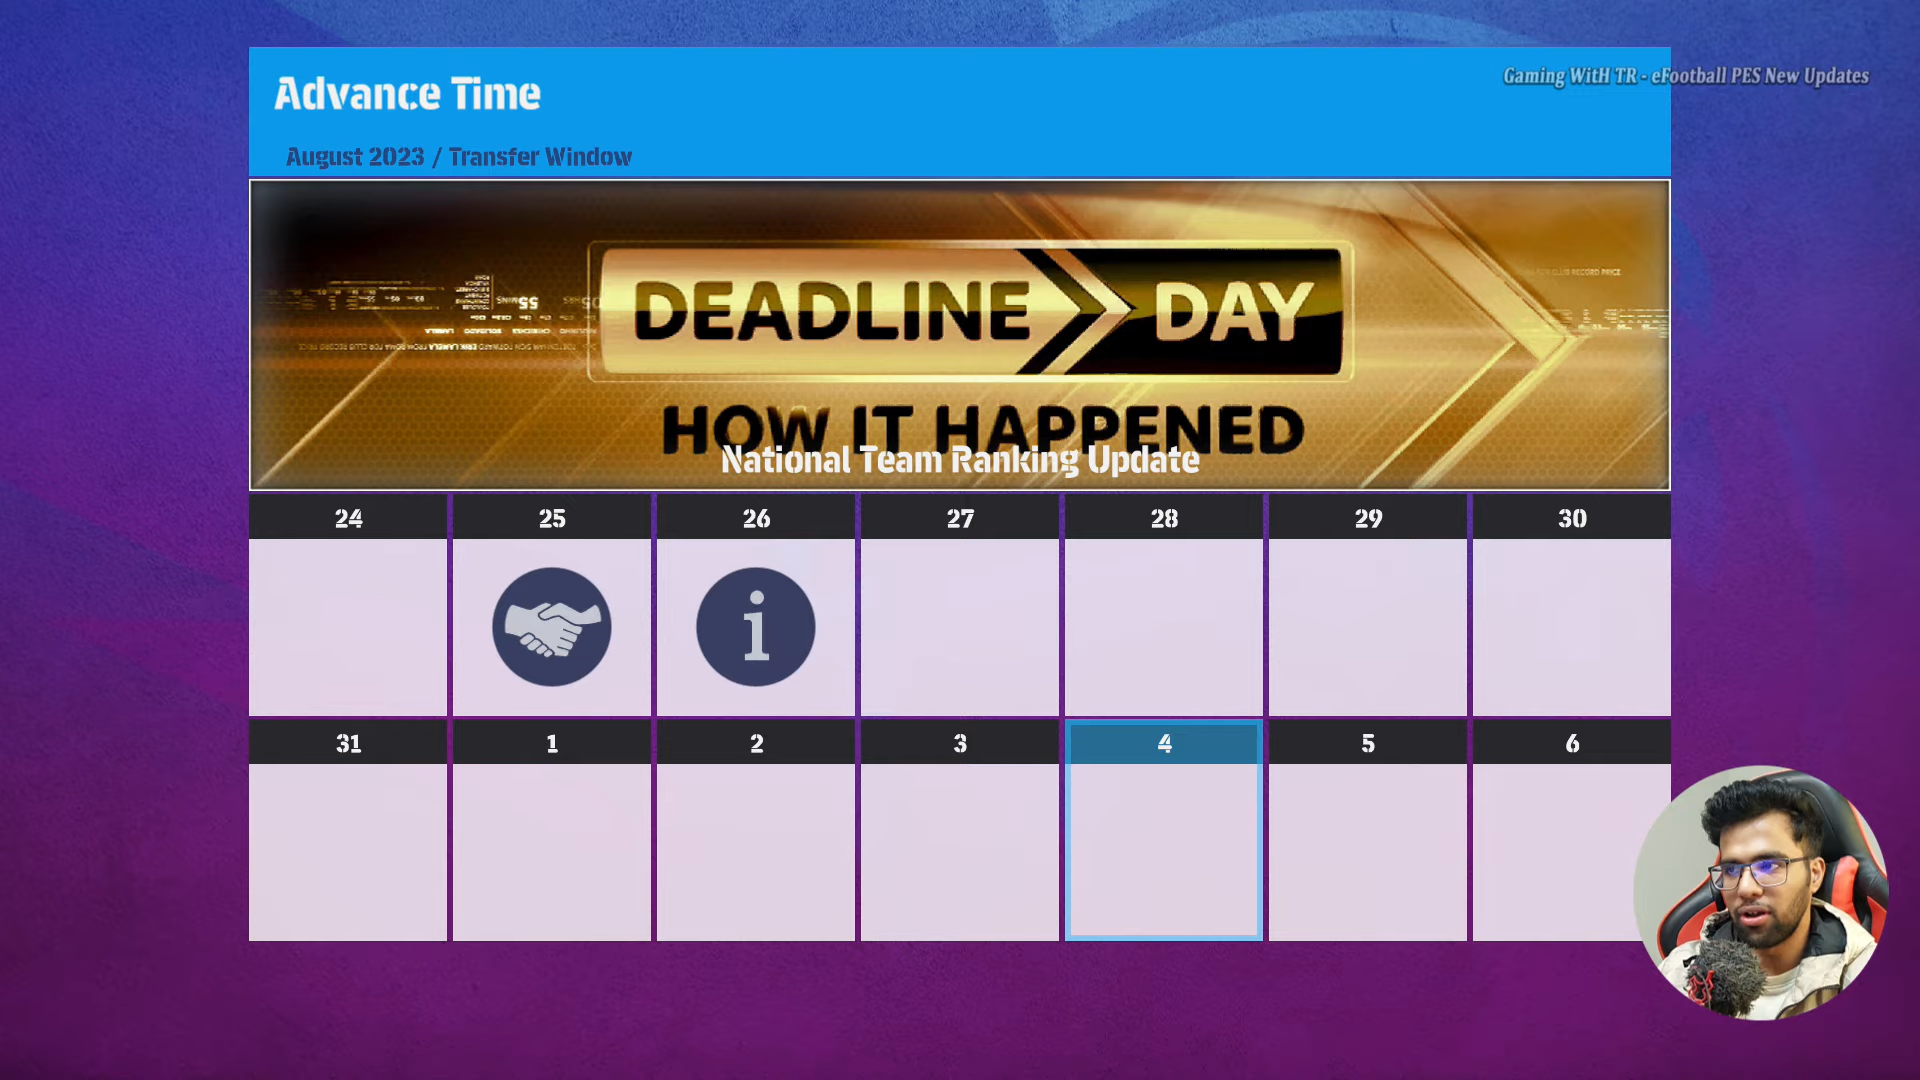 Advance Time
Gaming WitH TR - eFootball PES New Updates
August 2023 / Transfer Window
DEADLINE DAY
HOW IT HAPPENED
National Team Ranking Update
24 25 26 27 28 29 30
i
31 1 2 3 4 5 6